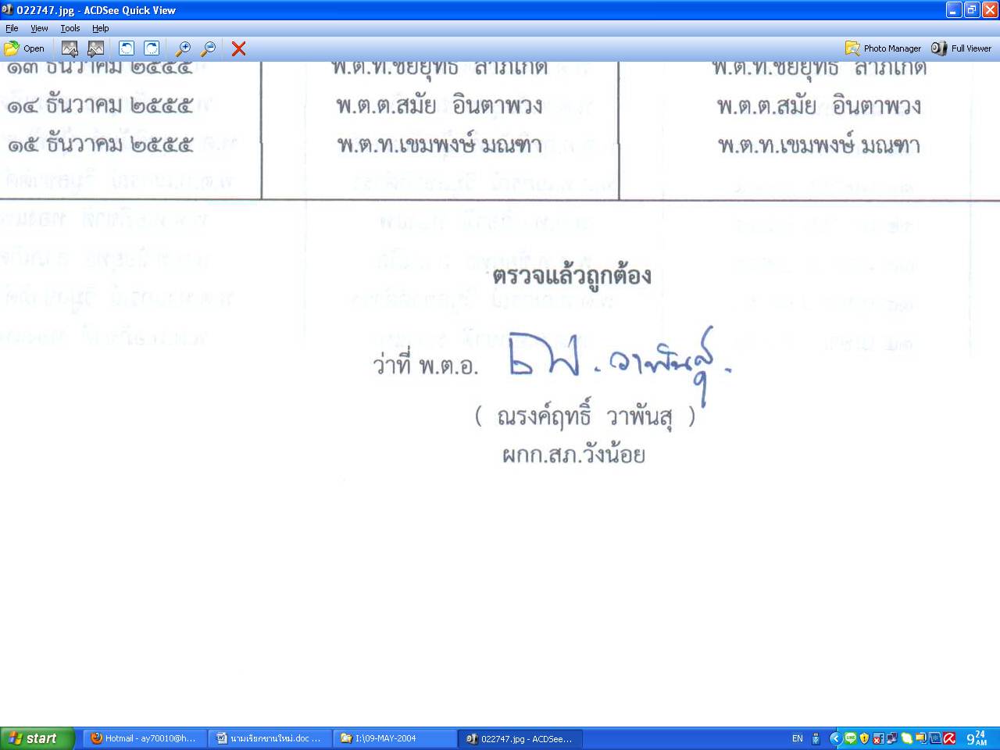 022747.jpg - ACDSee Quick View
File View Tools Help
Open Photo Manager Full Viewer
๑๓ ธันวาคม ๒๕๕๕ พ.ต.ท.ชัยยุทธ ลาภเกิด พ.ต.ท.ชัยยุทธ ลาภเกิด
๑๔ ธันวาคม ๒๕๕๕ พ.ต.ต.สมัย อินตาพวง พ.ต.ต.สมัย อินตาพวง
๑๕ ธันวาคม ๒๕๕๕ พ.ต.ท.เขมพงษ์ มณฑา พ.ต.ท.เขมพงษ์ มณฑา
ตรวจแล้วถูกต้อง
ว่าที่ พ.ต.อ. วาพันสุ
( ณรงค์ฤทธิ์ วาพันสุ )
ผกก.สภ.วังน้อย
start Hotmail - ay70010@h... นามเรียกขานใหม่.doc ... I:\09-MAY-2004 022747.jpg - ACDSee... EN 9 24 AM